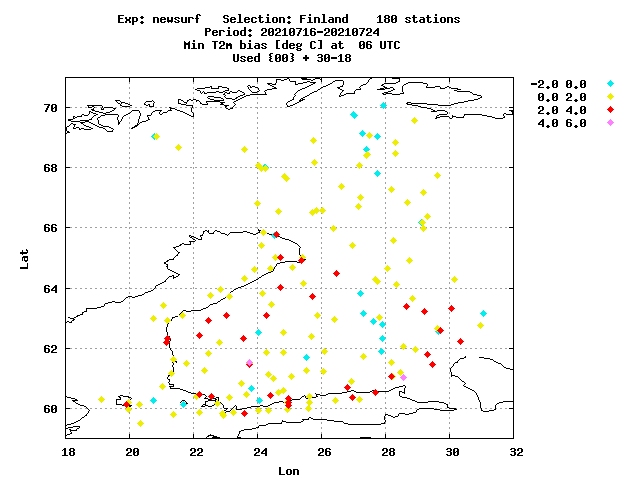 Exp: newsurf   Selection: Finland    180 stations
Period: 20210716-20210724
Min T2m bias [deg C] at  06 UTC
Used {00} + 30-18
-2.0 0.0
0.0 2.0
2.0 4.0
4.0 6.0
70
68
66
64
62
60
Lat
18 20 22 24 26 28 30 32
Lon